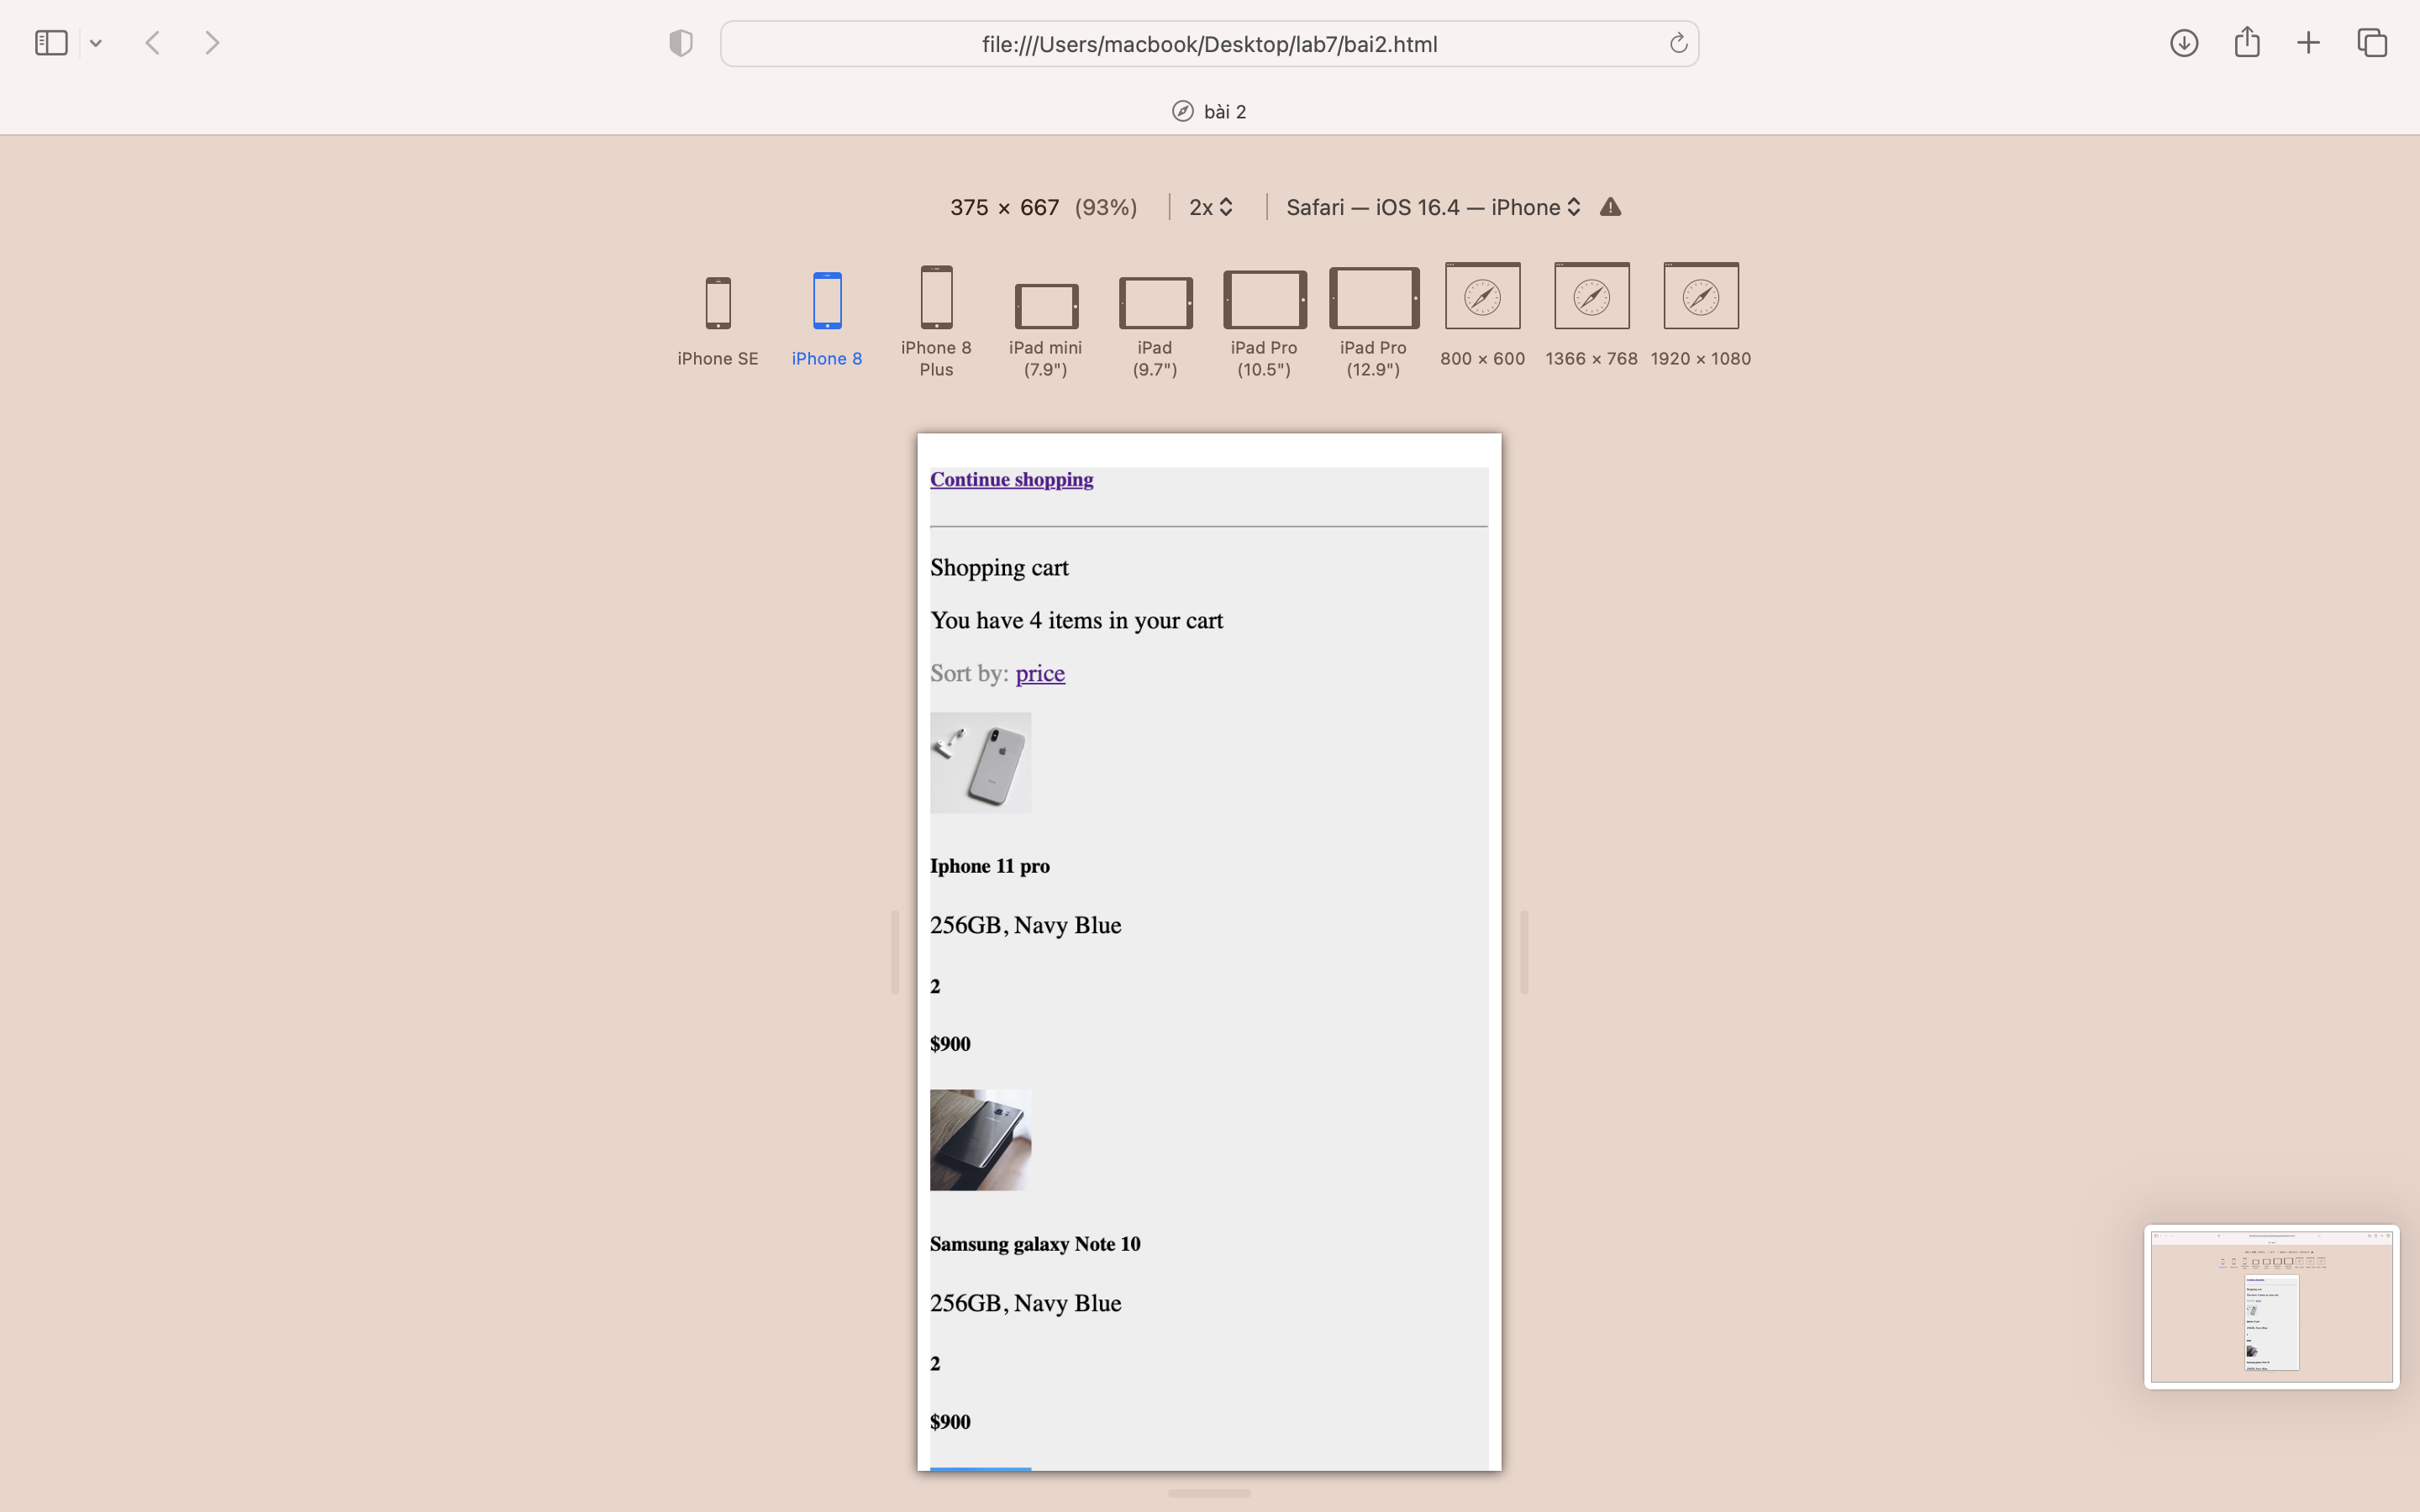 file:///Users/macbook/Desktop/lab7/bai2.html
bài 2
375 × 667 (93%) 2x Safari — iOS 16.4 — iPhone
iPhone SE
iPhone 8
iPhone 8 Plus
iPad mini (7.9")
iPad (9.7")
iPad Pro (10.5")
iPad Pro (12.9")
800 × 600
1366 × 768
1920 × 1080
Continue shopping
Shopping cart
You have 4 items in your cart
Sort by: price
Iphone 11 pro
256GB, Navy Blue
2
$900
Samsung galaxy Note 10
256GB, Navy Blue
2
$900